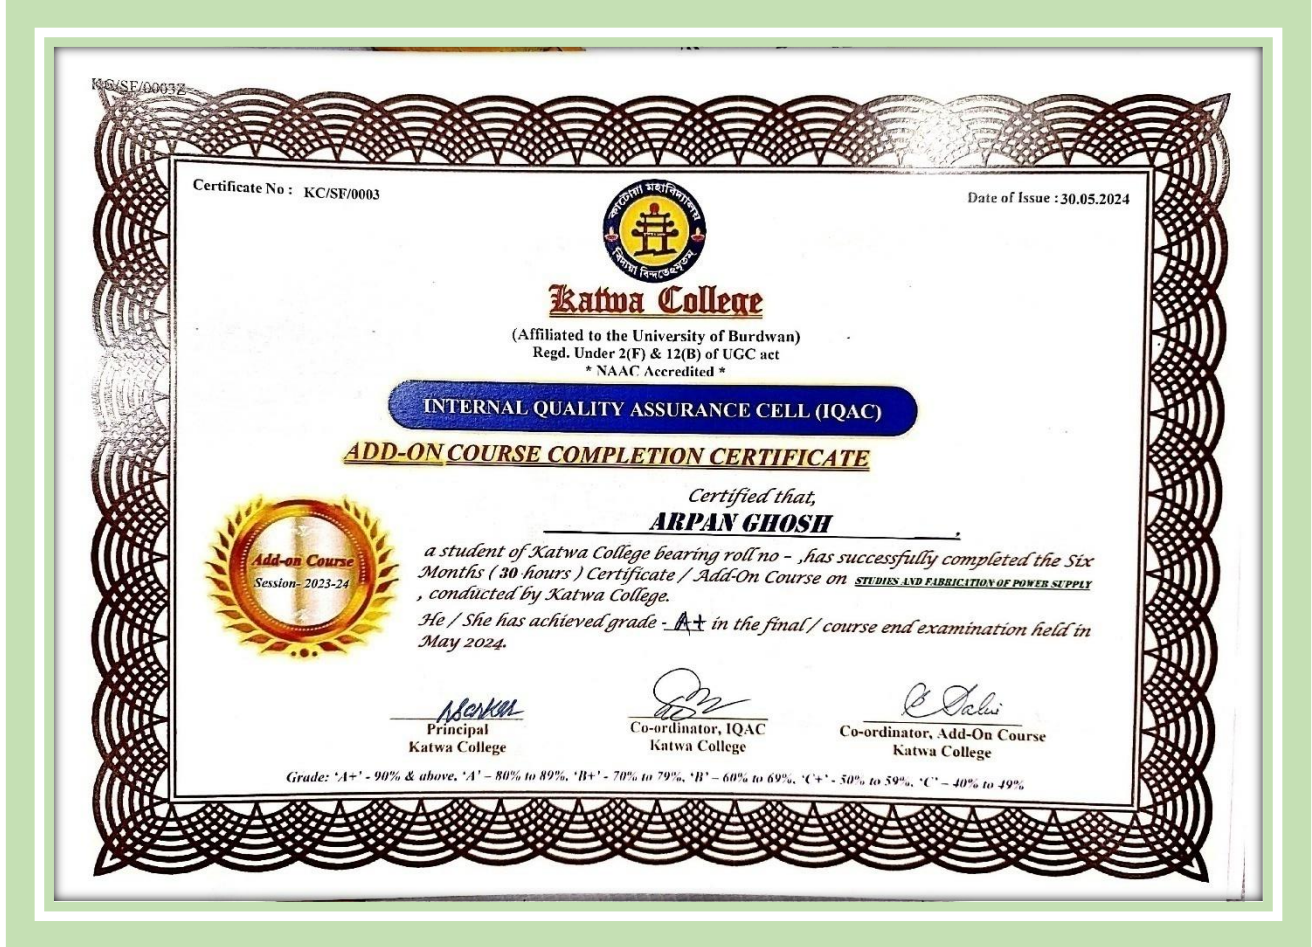 KC/SF/0003Z
Certificate No : KC/SF/0003
Date of Issue : 30.05.2024
কাটোয়া মহাবিদ্যালয়
Katwa College
(Affiliated to the University of Burdwan)
Regd. Under 2(F) & 12(B) of UGC act
* NAAC Accredited *
INTERNAL QUALITY ASSURANCE CELL (IQAC)
ADD-ON COURSE COMPLETION CERTIFICATE
Certified that,
ARPAN GHOSH
a student of Katwa College bearing roll no - , has successfully completed the Six
Months ( 30 hours ) Certificate / Add-On Course on STUDIES AND FABRICATION OF POWER SUPPLY
, conducted by Katwa College.
He / She has achieved grade - A+ in the final / course end examination held in
May 2024.
Add-on Course
Session- 2023-24
Principal
Katwa College
Co-ordinator, IQAC
Katwa College
Co-ordinator, Add-On Course
Katwa College
Grade: 'A+' - 90% & above, 'A' – 80% to 89%, 'B+' - 70% to 79%, 'B' – 60% to 69%, 'C+' - 50% to 59%, 'C' – 40% to 49%